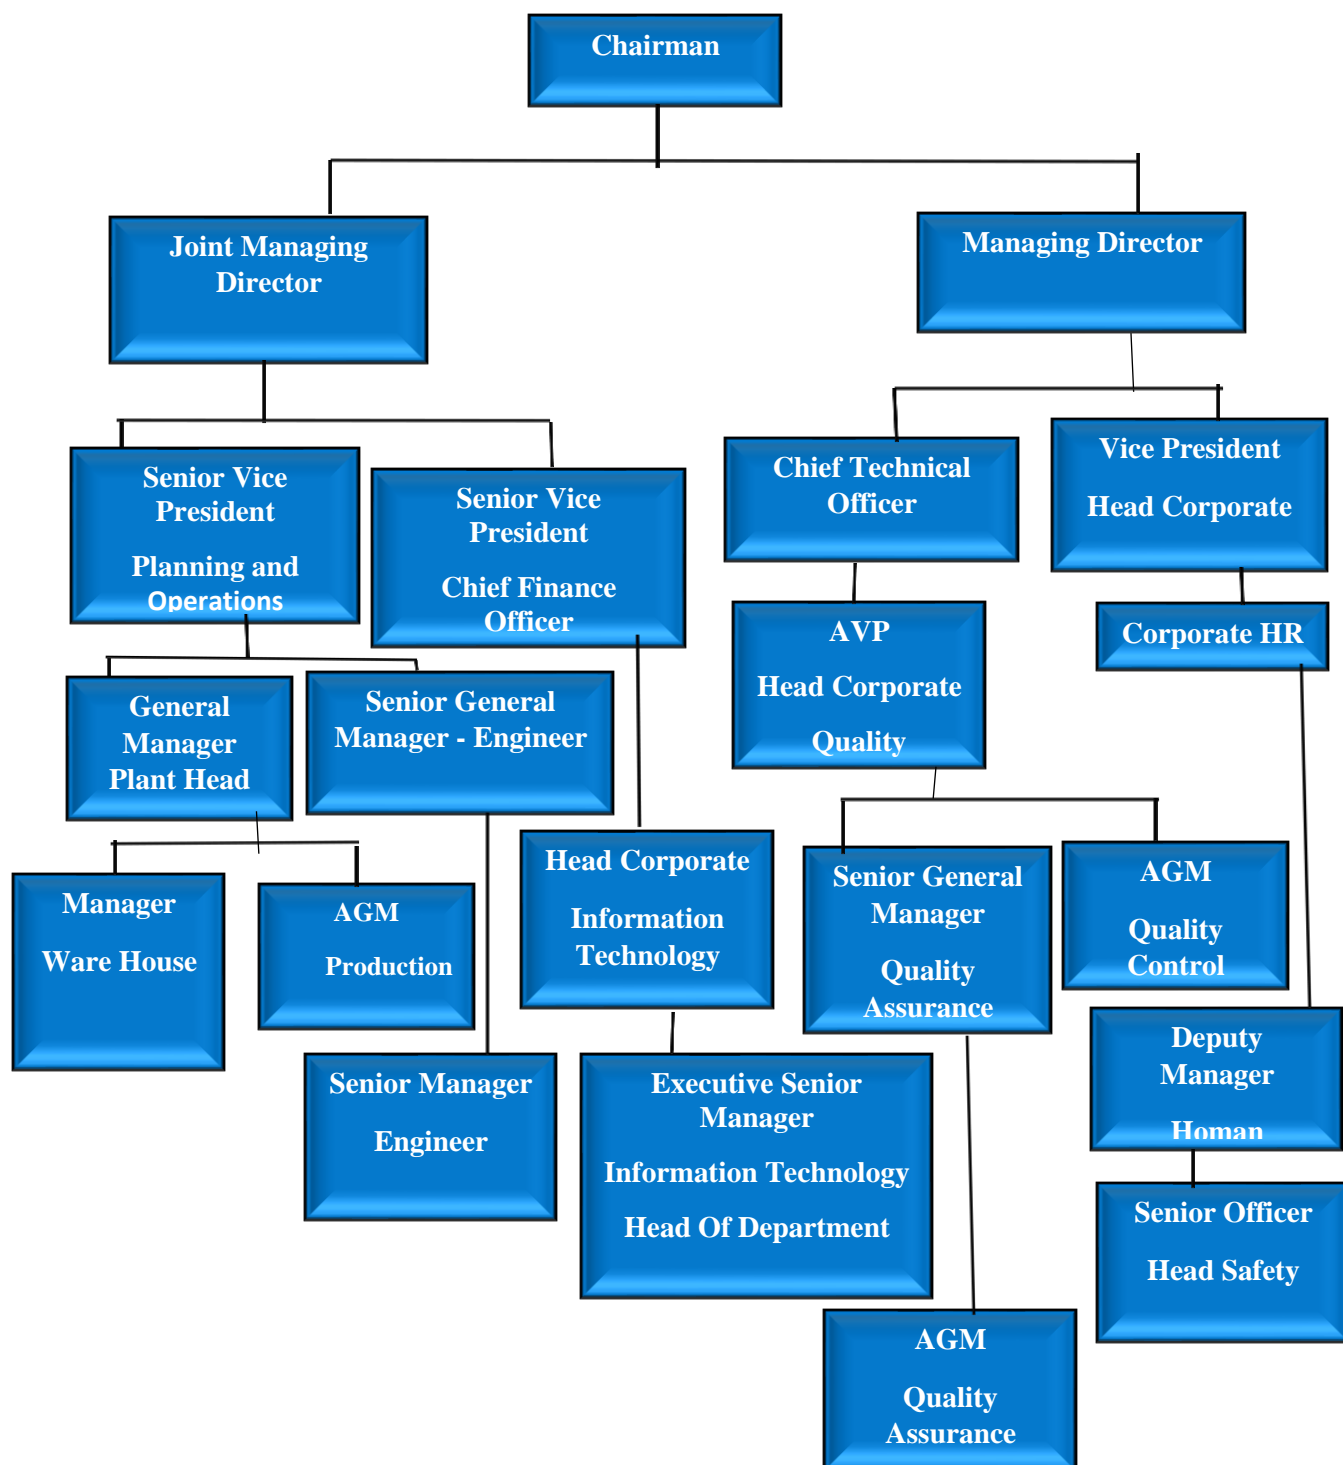 Chairman
Joint Managing
Director
Managing Director
Senior Vice
President
Planning and
Operations
Senior Vice
President
Chief Finance
Officer
Chief Technical
Officer
Vice President
Head Corporate
AVP
Head Corporate
Quality
Corporate HR
General
Manager
Plant Head
Senior General
Manager - Engineer
Manager
Ware House
AGM
Production
Head Corporate
Information
Technology
Senior General
Manager
Quality
Assurance
AGM
Quality
Control
Senior Manager
Engineer
Executive Senior
Manager
Information Technology
Head Of Department
Deputy
Manager
Homan
Senior Officer
Head Safety
AGM
Quality
Assurance